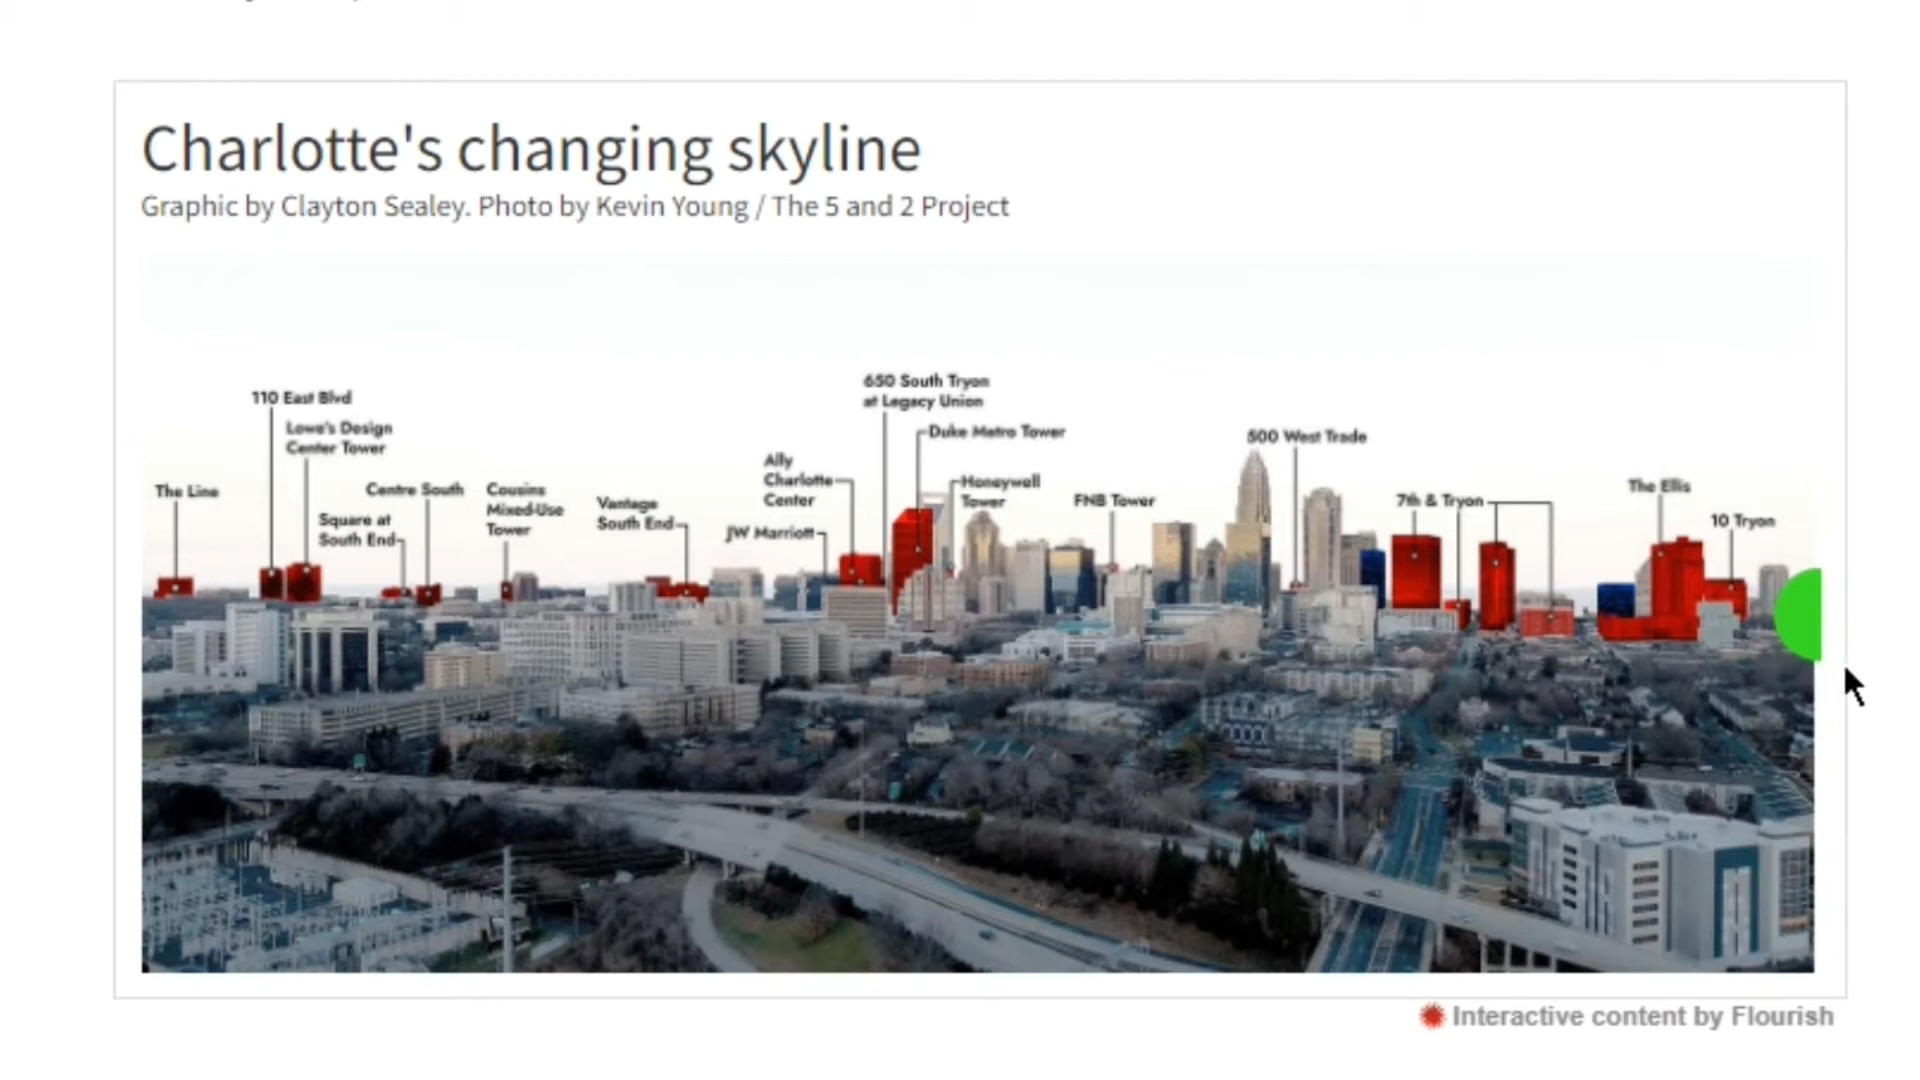 Charlotte's changing skyline
Graphic by Clayton Sealey. Photo by Kevin Young / The 5 and 2 Project
650 South Tryon
at Legacy Union
110 East Blvd
Lowe's Design
Center Tower
Duke Metro Tower
500 West Trade
Ally
Charlotte
Center
Honeywell
Tower
The Line
Centre South
Cousins
Mixed-Use
Tower
Vantage
South End
FNB Tower
7th & Tryon
The Ellis
Square at
South End
JW Marriott
10 Tryon
Interactive content by Flourish